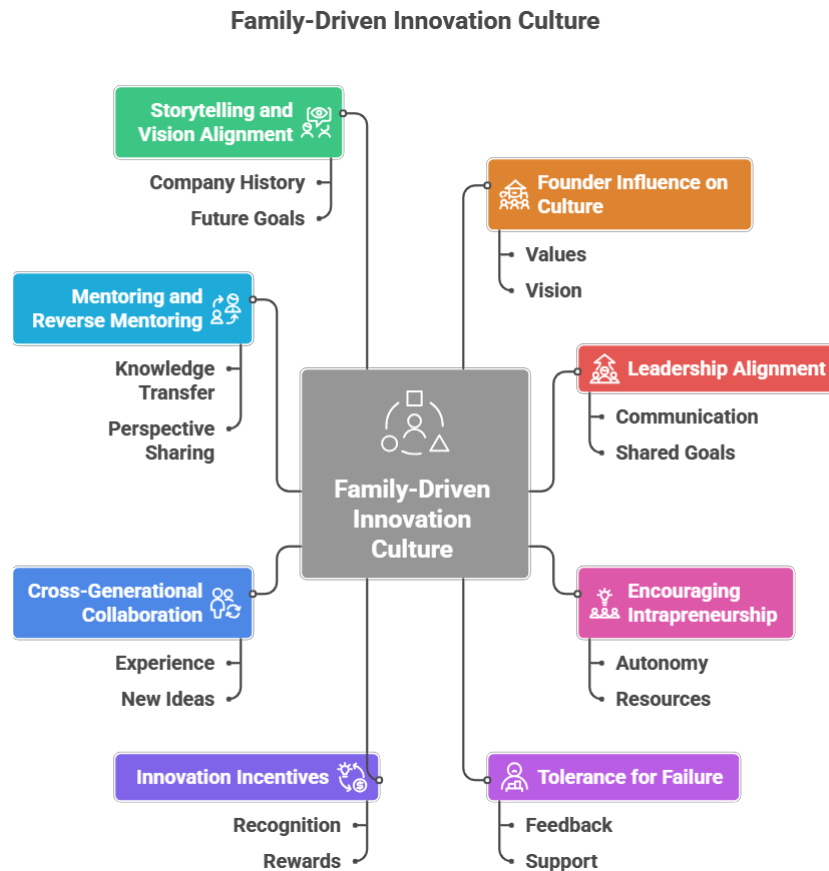 Family-Driven Innovation Culture
Storytelling and
Vision Alignment
Company History
Future Goals
Founder Influence on
Culture
Values
Vision
Mentoring and
Reverse Mentoring
Knowledge
Transfer
Perspective
Sharing
Leadership Alignment
Communication
Shared Goals
Family-Driven
Innovation
Culture
Cross-Generational
Collaboration
Experience
New Ideas
Encouraging
Intrapreneurship
Autonomy
Resources
Innovation Incentives
Recognition
Rewards
Tolerance for Failure
Feedback
Support